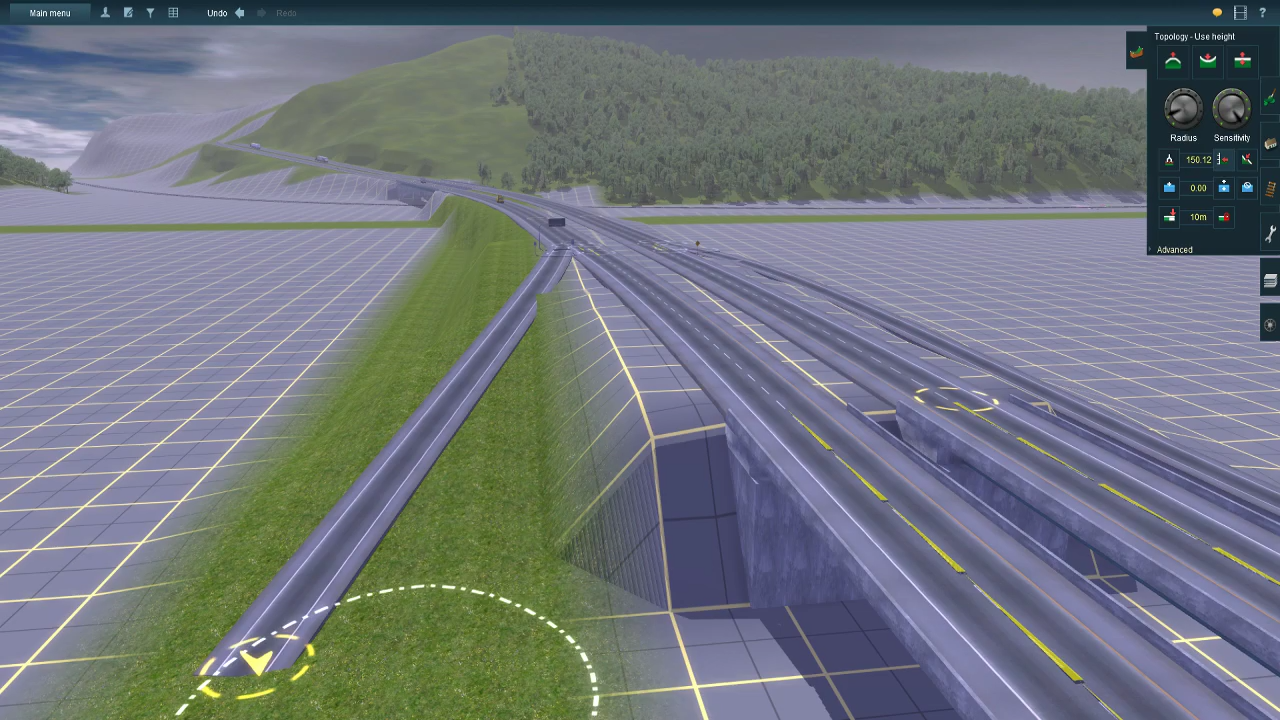 Main menu
Undo
Redo
?
Topology - Use height
Radius
Sensitivity
150.12
0.00
10m
Advanced